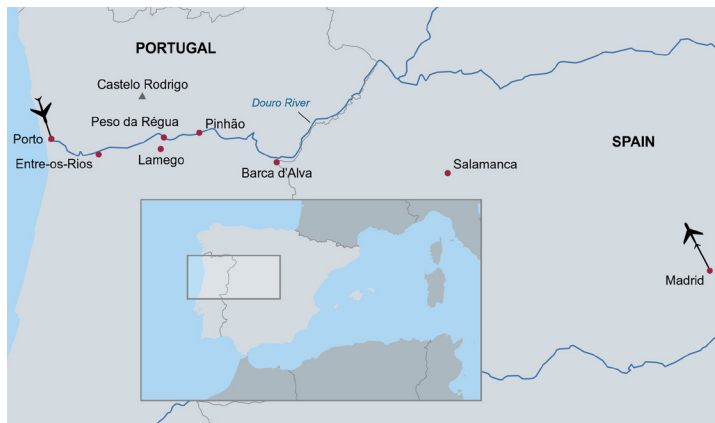 PORTUGAL
SPAIN
Castelo Rodrigo
Douro River
Porto
Peso da Régua
Pinhão
Entre-os-Rios
Lamego
Barca d'Alva
Salamanca
Madrid